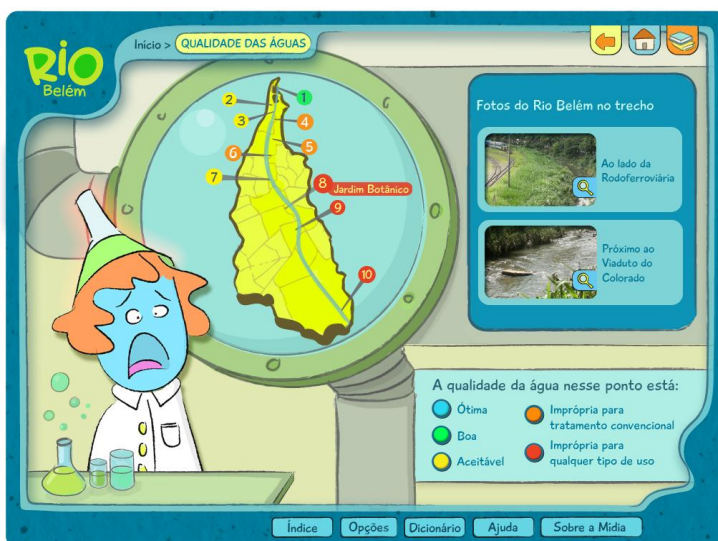 RIO
Belém
Início > QUALIDADE DAS ÁGUAS
1
2
3
4
5
6
7
8 Jardim Botânico
9
10
Fotos do Rio Belém no trecho
Ao lado da
Rodoferroviária
Próximo ao
Viaduto do
Colorado
A qualidade da água nesse ponto está:
Ótima
Boa
Aceitável
Imprópria para
tratamento convencional
Imprópria para
qualquer tipo de uso
Índice
Opções
Dicionário
Ajuda
Sobre a Mídia